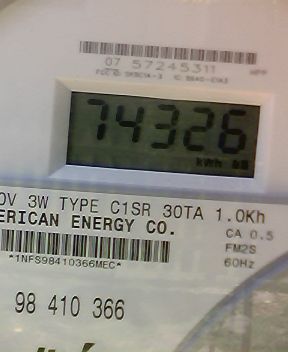 07 57245311
74326
kWh
0V 3W TYPE C1SR 30TA 1.0Kh
ERICAN ENERGY CO.
CA 0.5
FM2S
*1NFS98410366MEC*
60Hz
98 410 366